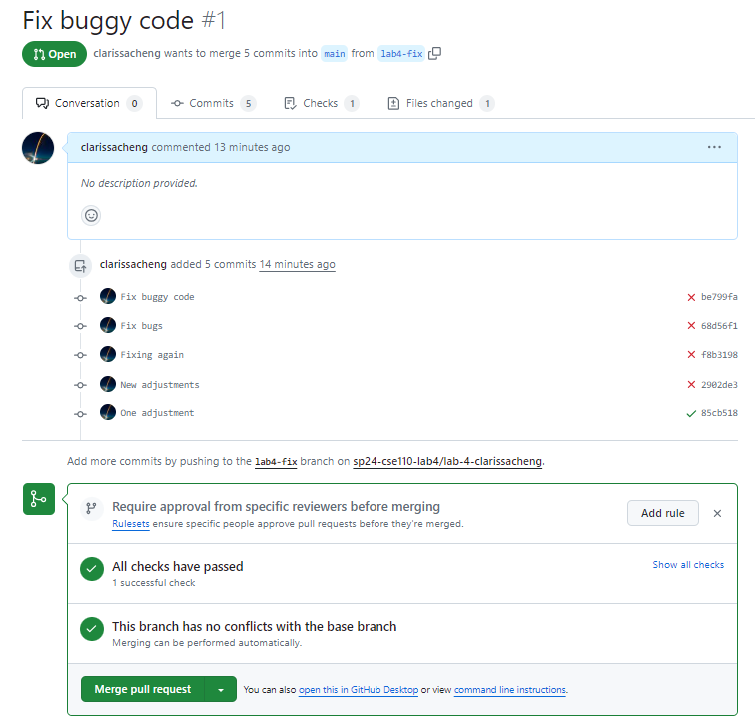 Fix buggy code #1
Open clarissacheng wants to merge 5 commits into main from lab4-fix
Conversation 0 Commits 5 Checks 1 Files changed 1
clarissacheng commented 13 minutes ago ...
No description provided.
clarissacheng added 5 commits 14 minutes ago
Fix buggy code be799fa
Fix bugs 68d56f1
Fixing again f8b3198
New adjustments 2902de3
One adjustment 85cb518
Add more commits by pushing to the lab4-fix branch on sp24-cse110-lab4/lab-4-clarissacheng.
Require approval from specific reviewers before merging
Rulesets ensure specific people approve pull requests before they're merged.
Add rule
All checks have passed
1 successful check
Show all checks
This branch has no conflicts with the base branch
Merging can be performed automatically.
Merge pull request You can also open this in GitHub Desktop or view command line instructions.